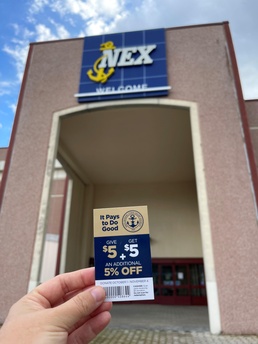 NEX
WELCOME
It Pays
to Do
Good
GIVE GET
$5 + $5
AN ADDITIONAL
5% OFF